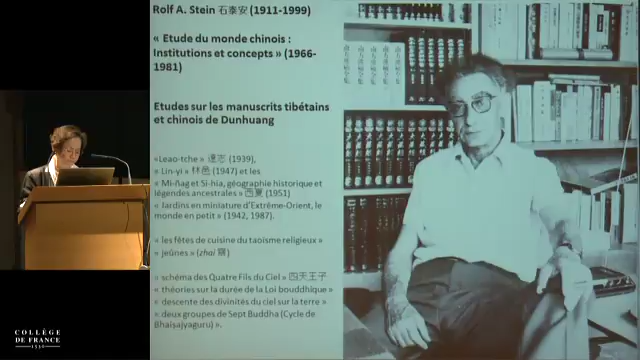 Rolf A. Stein 石泰安 (1911-1999)
« Etude du monde chinois :
Institutions et concepts » (1966-
1981)
Etudes sur les manuscrits tibétains
et chinois de Dunhuang
«Leao-tche » 遼志 (1939),
« Lin-yi » 林邑 (1947) et les
« Mi-ñag et Si-hia, géographie historique et
légendes ancestrales » 西夏 (1951)
« Jardins en miniature d'Extrême-Orient, le
monde en petit » (1942, 1987).
« les fêtes de cuisine du taoïsme religieux »
« jeûnes » (zhai 齋)
« schéma des Quatre Fils du Ciel » 四天王子
« théories sur la durée de la Loi bouddhique »
« descente des divinités du ciel sur la terre »
« deux groupes de Sept Buddha (Cycle de
Bhaiṣajyaguru) ».
COLLÈGE
DE FRANCE
1530